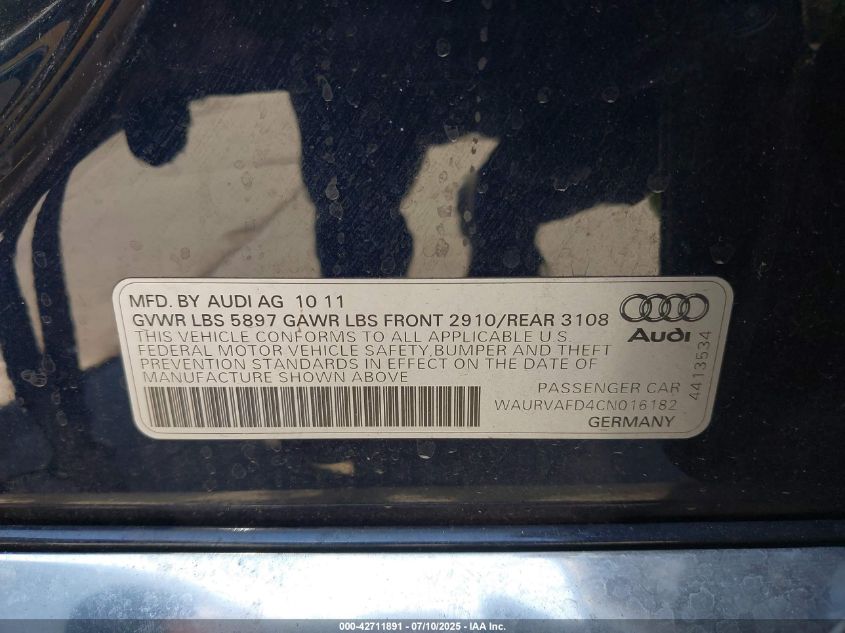 MFD. BY AUDI AG 10 11
GVWR LBS 5897 GAWR LBS FRONT 2910/REAR 3108
THIS VEHICLE CONFORMS TO ALL APPLICABLE U.S.
FEDERAL MOTOR VEHICLE SAFETY, BUMPER AND THEFT
PREVENTION STANDARDS IN EFFECT ON THE DATE OF
MANUFACTURE SHOWN ABOVE
Audi
4413534
PASSENGER CAR
WAURVAFD4CN016182
GERMANY
000-42711891 - 07/10/2025 - IAA Inc.